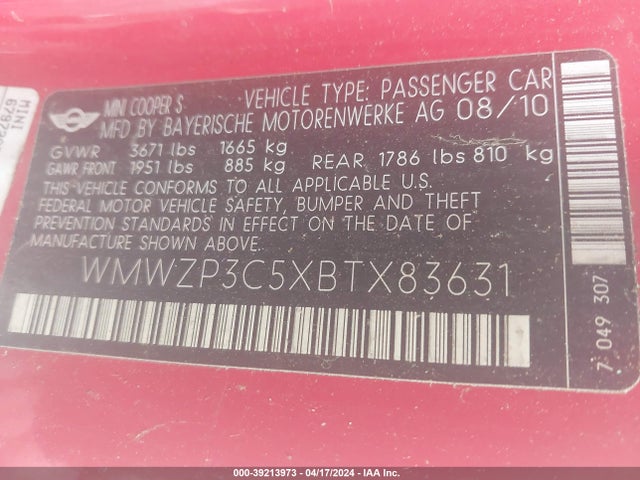 MINI COOPER S VEHICLE TYPE: PASSENGER CAR
MFD BY BAYERISCHE MOTORENWERKE AG 08/10
GVWR 3671 lbs 1665 kg
GAWR FRONT 1951 lbs 885 kg REAR 1786 lbs 810 kg
THIS VEHICLE CONFORMS TO ALL APPLICABLE U.S.
FEDERAL MOTOR VEHICLE SAFETY, BUMPER AND THEFT
PREVENTION STANDARDS IN EFFECT ON THE DATE OF
MANUFACTURE SHOWN ABOVE.
WMWZP3C5XBTX83631
7 049 307
MINI
000-39213973 - 04/17/2024 - IAA Inc.